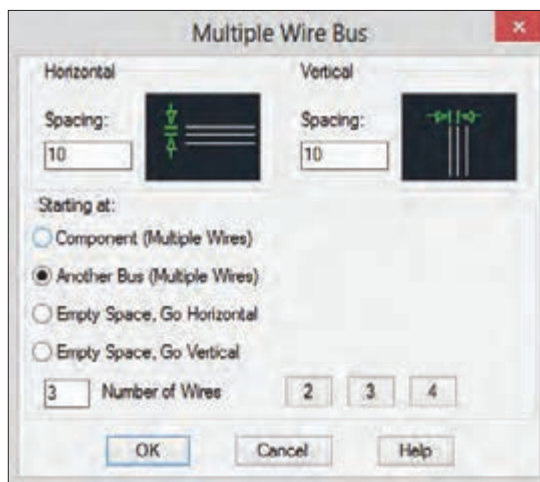 Multiple Wire Bus
x
Horizontal
Vertical
Spacing:
Spacing:
10
10
Starting at:
Component (Multiple Wires)
Another Bus (Multiple Wires)
Empty Space, Go Horizontal
Empty Space, Go Vertical
3 Number of Wires 2 3 4
OK Cancel Help